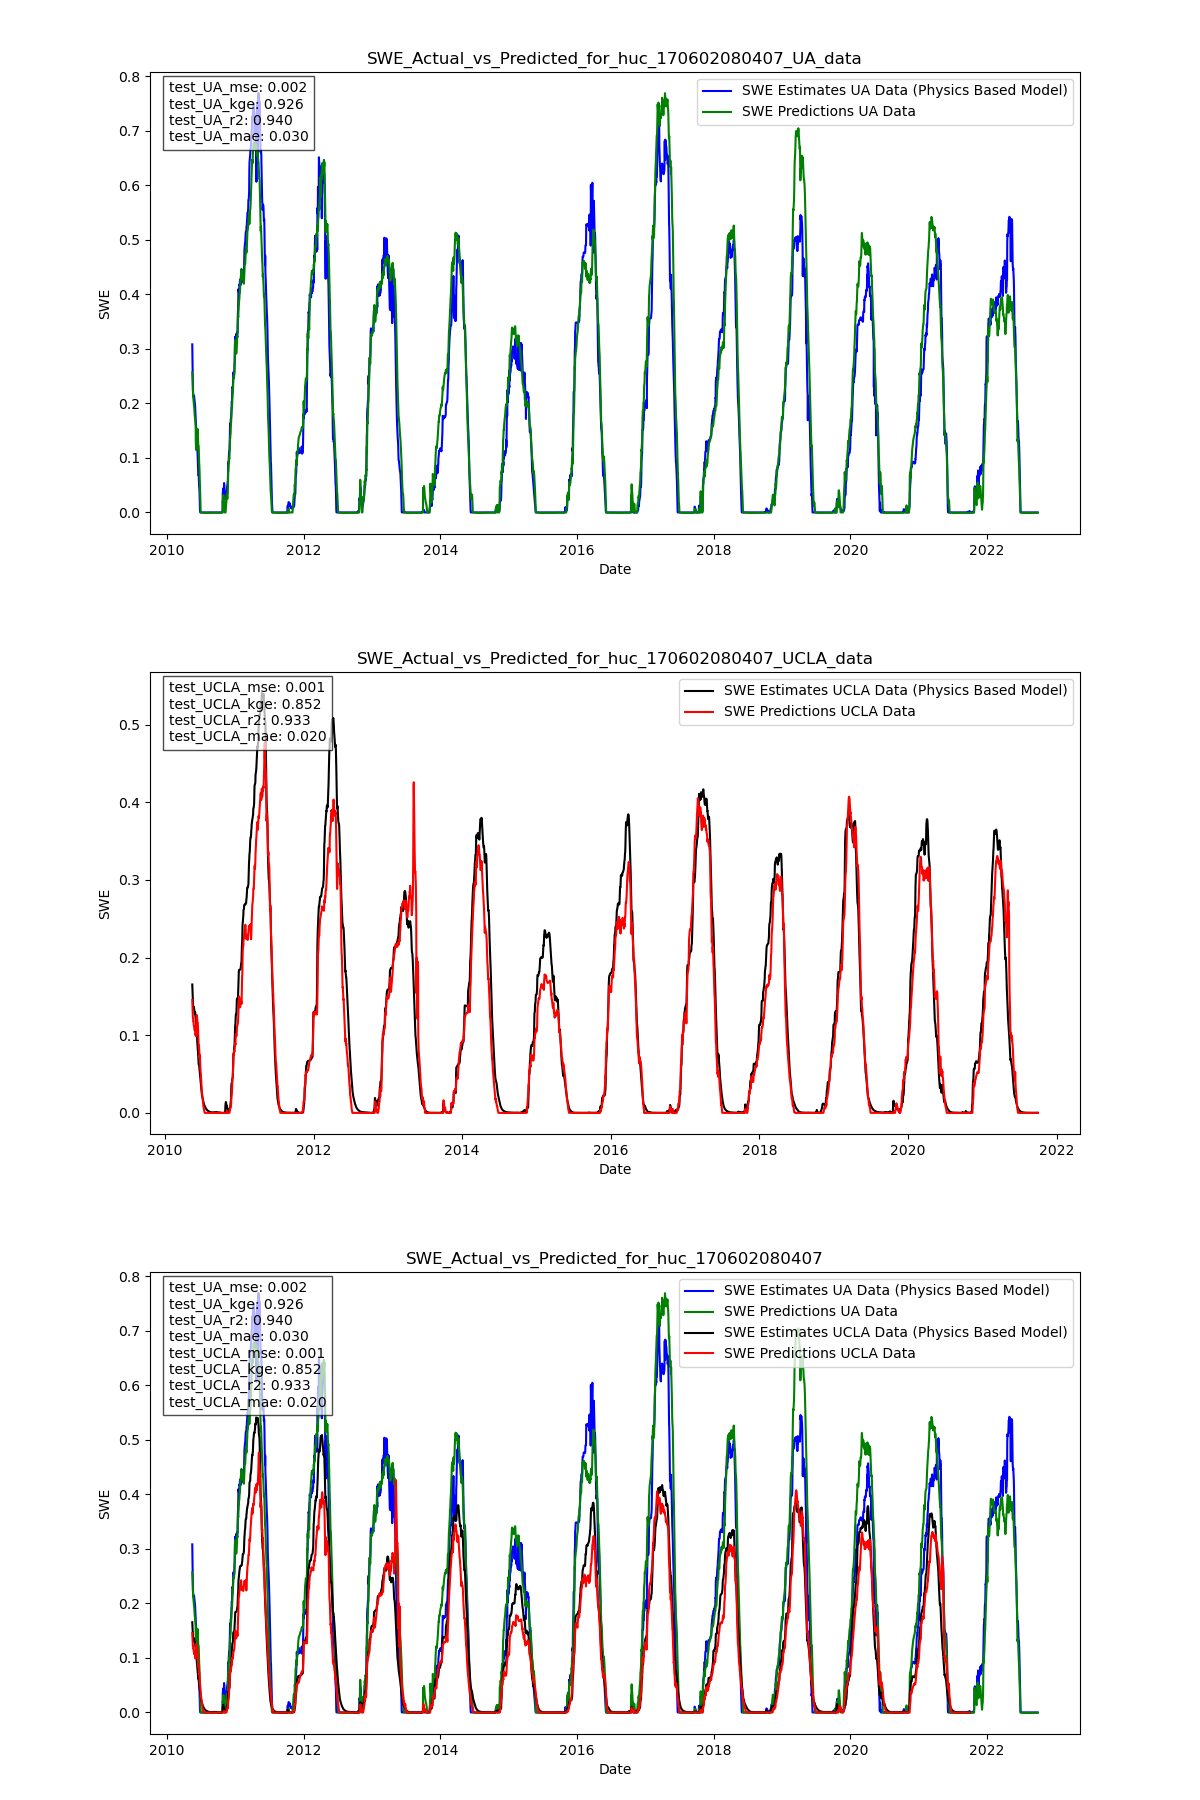 SWE_Actual_vs_Predicted_for_huc_170602080407_UA_data
test_UA_mse: 0.002
test_UA_kge: 0.926
test_UA_r2: 0.940
test_UA_mae: 0.030
SWE Estimates UA Data (Physics Based Model)
SWE Predictions UA Data
0.8
0.7
0.6
0.5
0.4
0.3
0.2
0.1
0.0
SWE
2010 2012 2014 2016 2018 2020 2022
Date
SWE_Actual_vs_Predicted_for_huc_170602080407_UCLA_data
test_UCLA_mse: 0.001
test_UCLA_kge: 0.852
test_UCLA_r2: 0.933
test_UCLA_mae: 0.020
SWE Estimates UCLA Data (Physics Based Model)
SWE Predictions UCLA Data
0.5
0.4
0.3
0.2
0.1
0.0
SWE
2010 2012 2014 2016 2018 2020 2022
Date
SWE_Actual_vs_Predicted_for_huc_170602080407
test_UA_mse: 0.002
test_UA_kge: 0.926
test_UA_r2: 0.940
test_UA_mae: 0.030
test_UCLA_mse: 0.001
test_UCLA_kge: 0.852
test_UCLA_r2: 0.933
test_UCLA_mae: 0.020
SWE Estimates UA Data (Physics Based Model)
SWE Predictions UA Data
SWE Estimates UCLA Data (Physics Based Model)
SWE Predictions UCLA Data
0.8
0.7
0.6
0.5
0.4
0.3
0.2
0.1
0.0
SWE
2010 2012 2014 2016 2018 2020 2022
Date